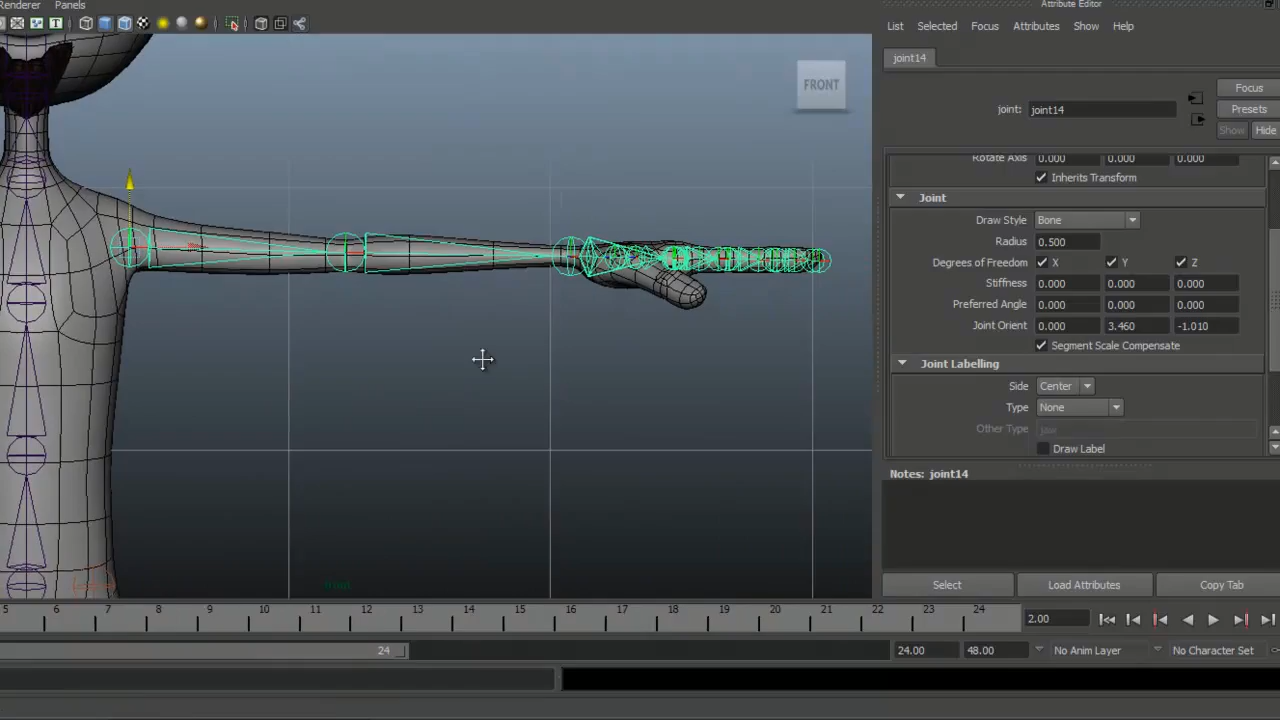 Renderer Panels
Attribute Editor
List Selected Focus Attributes Show Help
joint14
FRONT
joint: joint14
Focus
Presets
Show Hide
Rotate Axis 0.000 0.000 0.000
Inherits Transform
Joint
Draw Style Bone
Radius 0.500
Degrees of Freedom X Y Z
Stiffness 0.000 0.000 0.000
Preferred Angle 0.000 0.000 0.000
Joint Orient 0.000 3.460 -1.010
Segment Scale Compensate
Joint Labelling
Side Center
Type None
Other Type jaw
Draw Label
Notes: joint14
front
Select Load Attributes Copy Tab
5 6 7 8 9 10 11 12 13 14 15 16 17 18 19 20 21 22 23 24
2.00
24
24.00 48.00 No Anim Layer No Character Set